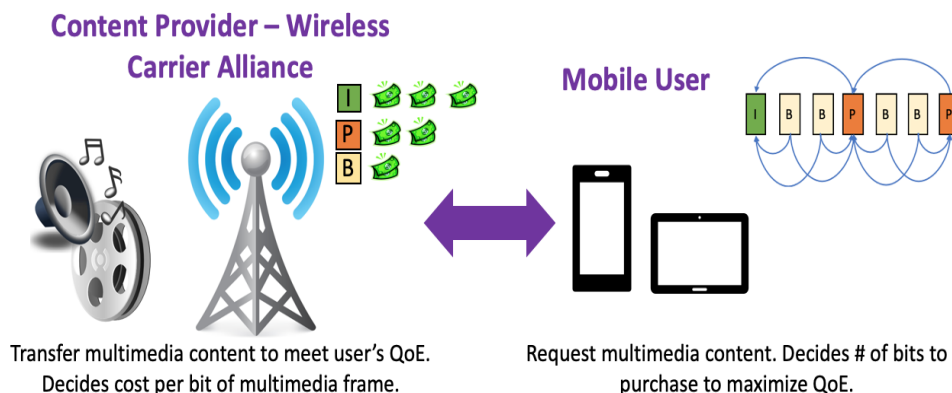 Content Provider – Wireless
Carrier Alliance
I
P
B
Mobile User
I B B P B B P
Transfer multimedia content to meet user's QoE.
Decides cost per bit of multimedia frame.
Request multimedia content. Decides # of bits to
purchase to maximize QoE.